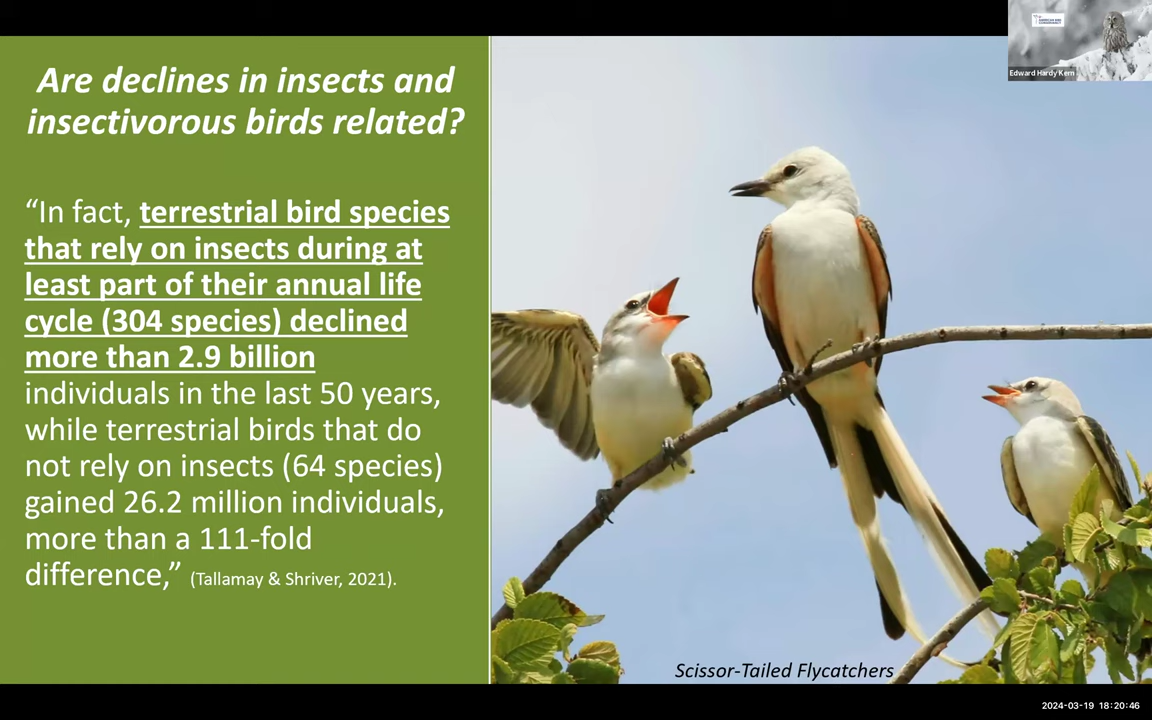 Are declines in insects and
insectivorous birds related?
“In fact, terrestrial bird species
that rely on insects during at
least part of their annual life
cycle (304 species) declined
more than 2.9 billion
individuals in the last 50 years,
while terrestrial birds that do
not rely on insects (64 species)
gained 26.2 million individuals,
more than a 111-fold
difference,” (Tallamay & Shriver, 2021).
Scissor-Tailed Flycatchers
AMERICAN BIRD
CONSERVANCY
Edward Hardy Kern
2024-03-19 18:20:46